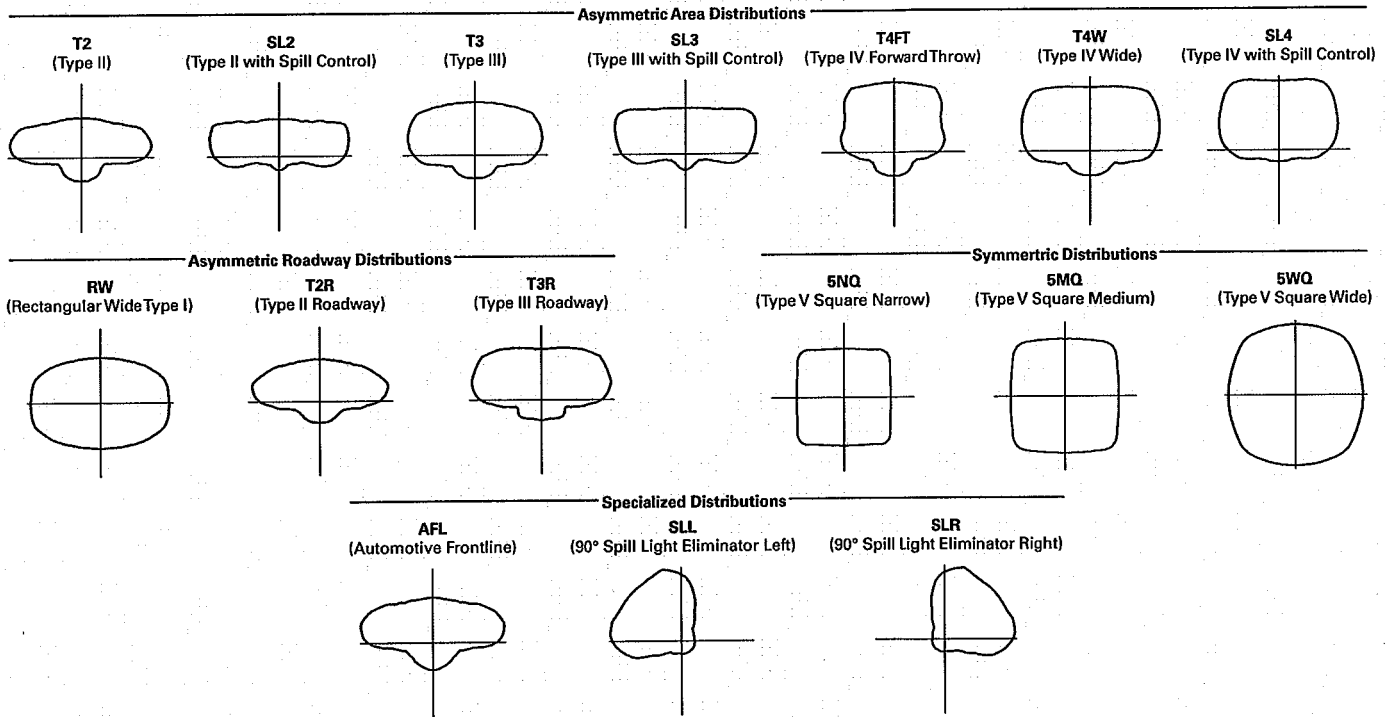 Asymmetric Area Distributions
T2
(Type II)
SL2
(Type II with Spill Control)
T3
(Type III)
SL3
(Type III with Spill Control)
T4FT
(Type IV Forward Throw)
T4W
(Type IV Wide)
SL4
(Type IV with Spill Control)
Asymmetric Roadway Distributions
RW
(Rectangular Wide Type I)
T2R
(Type II Roadway)
T3R
(Type III Roadway)
Symmertric Distributions
5NQ
(Type V Square Narrow)
5MQ
(Type V Square Medium)
5WQ
(Type V Square Wide)
Specialized Distributions
AFL
(Automotive Frontline)
SLL
(90° Spill Light Eliminator Left)
SLR
(90° Spill Light Eliminator Right)